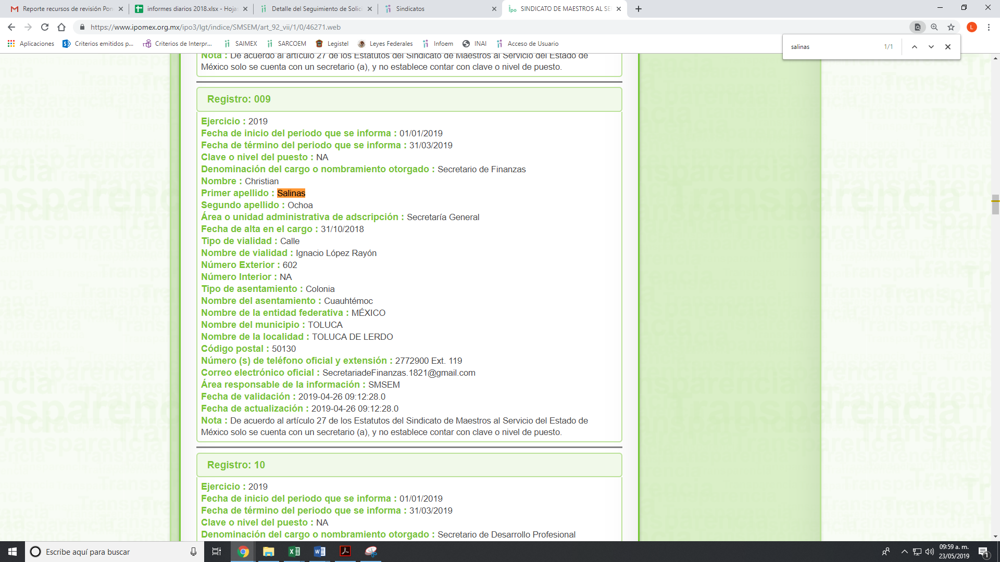 Reporte recursos de revisión Pon
informes diarios 2018.xlsx - Hoja
Detalle del Seguimiento de Solici
Sindicatos
ipo SINDICATO DE MAESTROS AL SE
https://www.ipomex.org.mx/ipo3/lgt/indice/SMSEM/art_92_vii/1/0/46271.web
L
Aplicaciones
Criterios emitidos p...
Criterios de Interpr...
SAIMEX
SARCOEM
Legistel
Leyes Federales
Infoem
INAI
Acceso de Usuario
salinas 1/1
Nota : De acuerdo al artículo 27 de los Estatutos del Sindicato de Maestros al Servicio del Estado de
México solo se cuenta con un secretario (a), y no establece contar con clave o nivel de puesto.
Registro: 009
Ejercicio : 2019
Fecha de inicio del periodo que se informa : 01/01/2019
Fecha de término del periodo que se informa : 31/03/2019
Clave o nivel del puesto : NA
Denominación del cargo o nombramiento otorgado : Secretario de Finanzas
Nombre : Christian
Primer apellido : Salinas
Segundo apellido : Ochoa
Área o unidad administrativa de adscripción : Secretaría General
Fecha de alta en el cargo : 31/10/2018
Tipo de vialidad : Calle
Nombre de vialidad : Ignacio López Rayón
Número Exterior : 602
Número Interior : NA
Tipo de asentamiento : Colonia
Nombre del asentamiento : Cuauhtémoc
Nombre de la entidad federativa : MÉXICO
Nombre del municipio : TOLUCA
Nombre de la localidad : TOLUCA DE LERDO
Código postal : 50130
Número (s) de teléfono oficial y extensión : 2772900 Ext. 119
Correo electrónico oficial : SecretariadeFinanzas.1821@gmail.com
Área responsable de la información : SMSEM
Fecha de validación : 2019-04-26 09:12:28.0
Fecha de actualización : 2019-04-26 09:12:28.0
Nota : De acuerdo al artículo 27 de los Estatutos del Sindicato de Maestros al Servicio del Estado de
México solo se cuenta con un secretario (a), y no establece contar con clave o nivel de puesto.
Registro: 10
Ejercicio : 2019
Fecha de inicio del periodo que se informa : 01/01/2019
Fecha de término del periodo que se informa : 31/03/2019
Clave o nivel del puesto : NA
Denominación del cargo o nombramiento otorgado : Secretario de Desarrollo Profesional
Escribe aquí para buscar
09:59 a. m.
23/05/2019
1